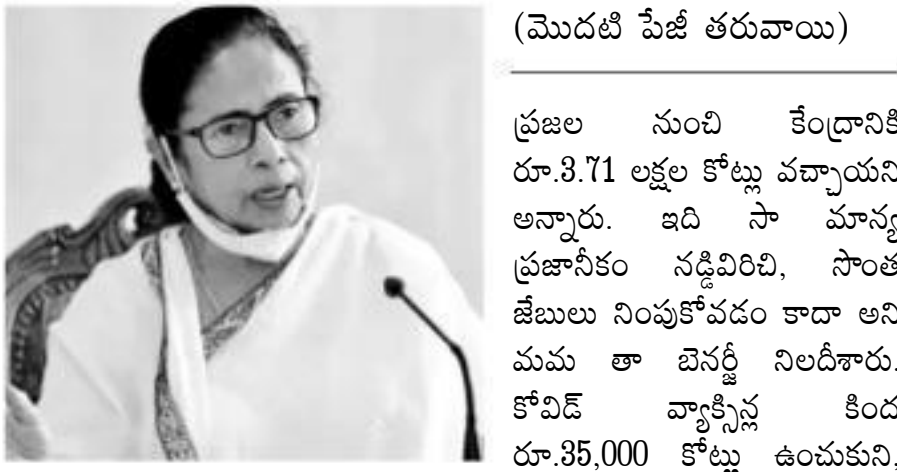 (మొదటి పేజీ తరువాయి)
ప్రజల నుంచి కేంద్రానికి
రూ.3.71 లక్షల కోట్లు వచ్చాయని
అన్నారు. ఇది సా మాన్య
ప్రజానీకం నడ్డివిరిచి, సొంత
జేబులు నింపుకోవడం కాదా అని
మమ తా బెనర్జీ నిలదీశారు.
కోవిడ్ వ్యాక్సిన్ల కింద
రూ.35,000 కోట్లు ఉంచుకుని,